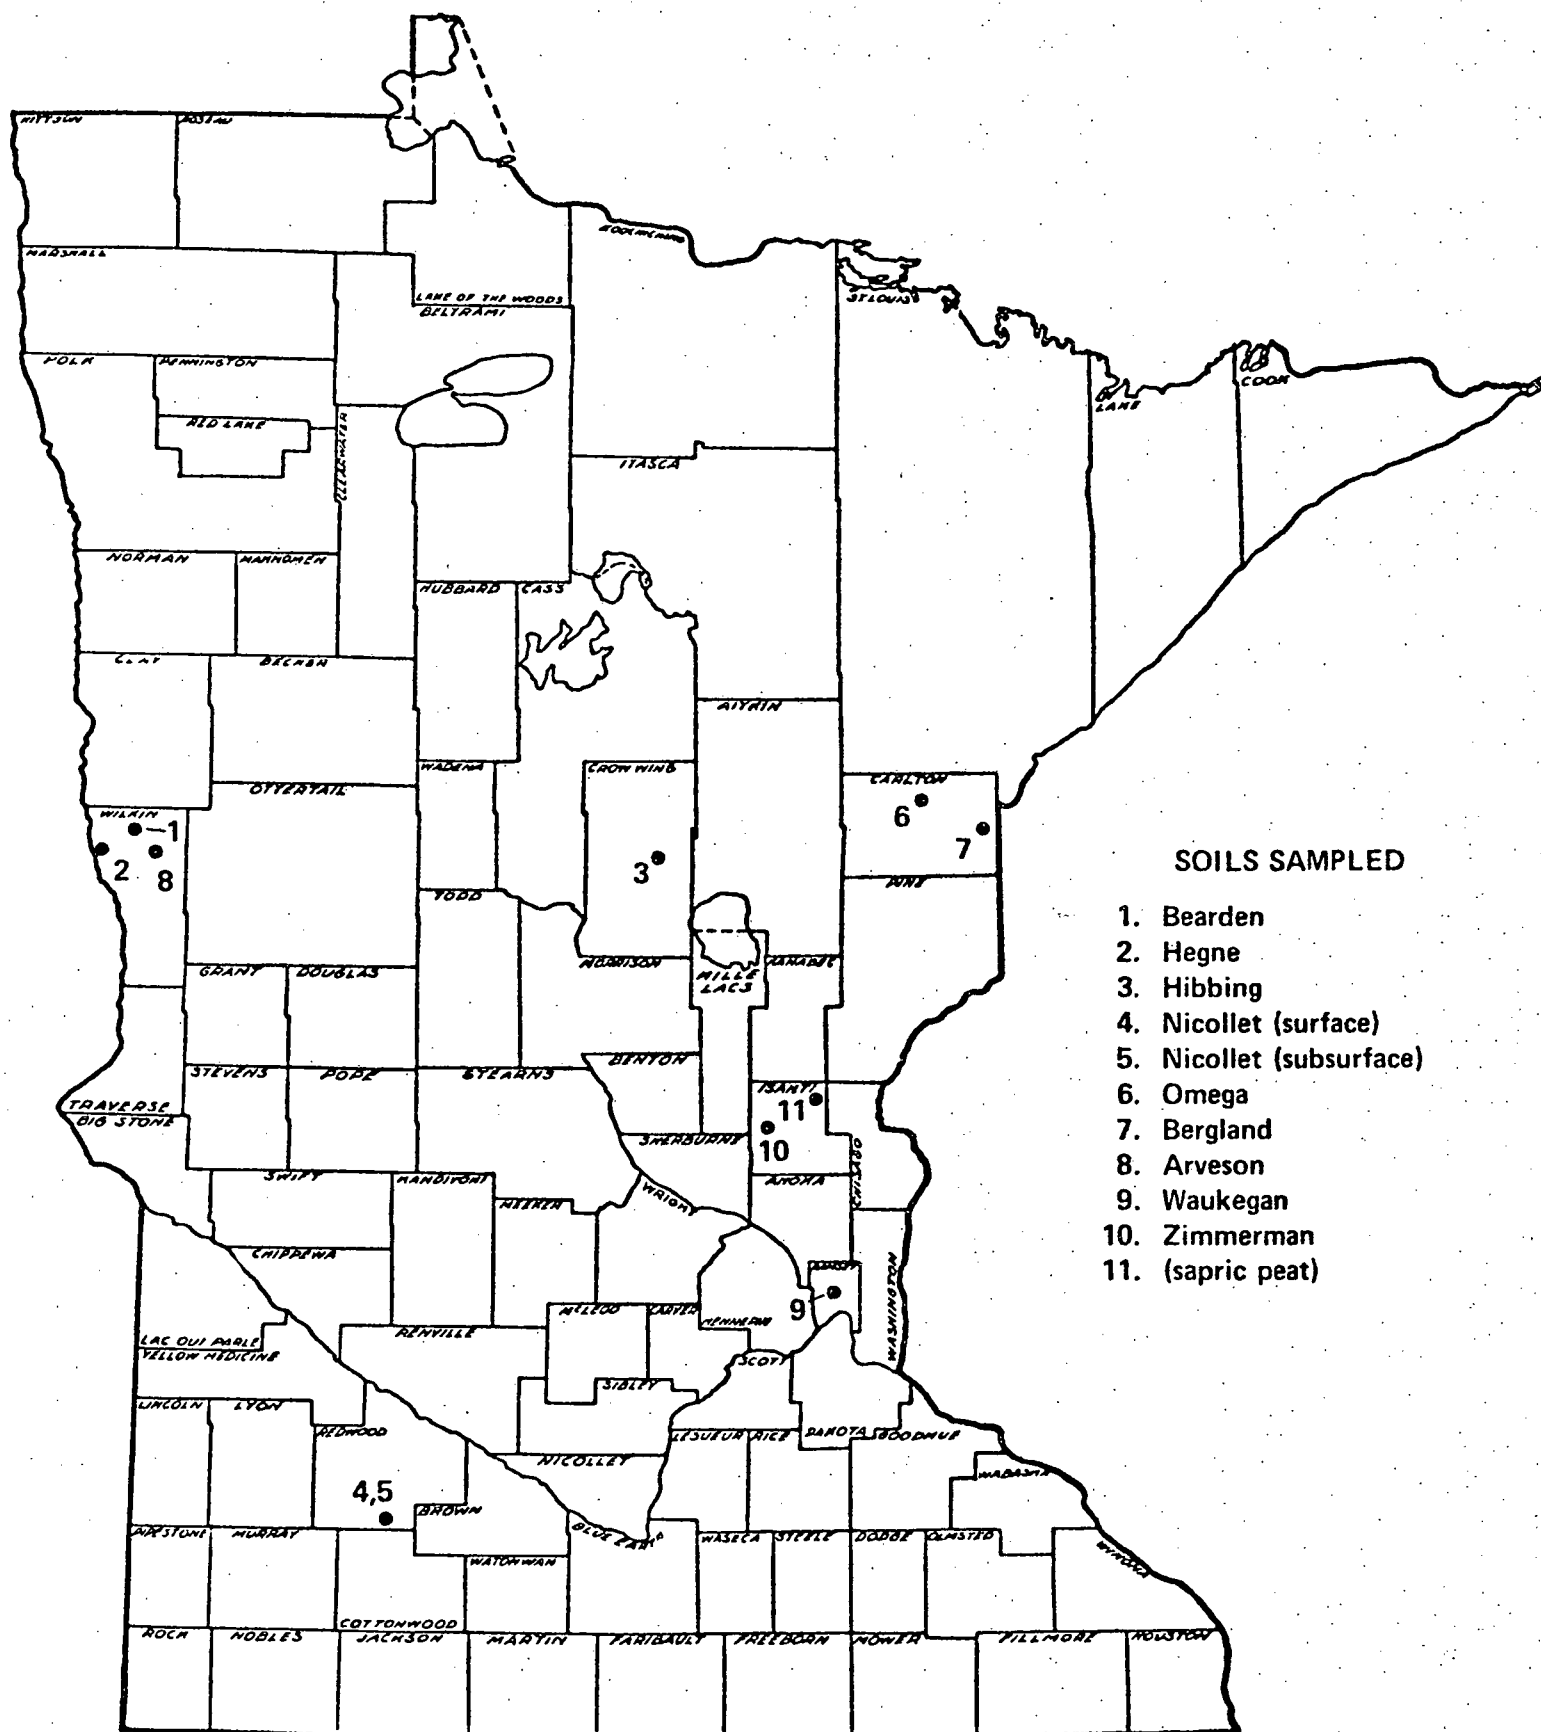 KITTSON
ROSEAU
KOOCHICHING
MARSHALL
LAKE OF THE WOODS
BELTRAMI
ST LOUIS
POLK
PENNINGTON
COOK
LAKE
RED LAKE
CLEARWATER
ITASCA
NORMAN
MAHNOMEN
HUBBARD
CASS
CLAY
BECKER
AITKIN
WADENA
CROW WING
CARLTON
OTTERTAIL
WILKIN
6
1
2
8
3
7
PINE
TODD
MORRISON
KANABEC
GRANT
DOUGLAS
MILLE
LACS
BENTON
STEVENS
POPE
STEARNS
ISANTI
11
TRAVERSE
BIG STONE
10
SHERBURNE
CHISAGO
SWIFT
KANDIYOHI
ANOKA
MEEKER
WRIGHT
CHIPPEWA
RAMSEY
WASHINGTON
9
MCLEOD
CARVER
HENNEPIN
RENVILLE
LAC QUI PARLE
YELLOW MEDICINE
SCOTT
SIBLEY
LINCOLN
LYON
REDWOOD
LESUEUR
RICE
DAKOTA
GOODHUE
NICOLLET
WABASHA
4,5
BROWN
PIPESTONE
MURRAY
BLUE EARTH
WASECA
STEELE
DODGE
OLMSTED
WINONA
WATONWAN
COTTONWOOD
ROCK
NOBLES
JACKSON
MARTIN
FARIBAULT
FREEBORN
MOWER
FILLMORE
HOUSTON
SOILS SAMPLED
1. Bearden
2. Hegne
3. Hibbing
4. Nicollet (surface)
5. Nicollet (subsurface)
6. Omega
7. Bergland
8. Arveson
9. Waukegan
10. Zimmerman
11. (sapric peat)